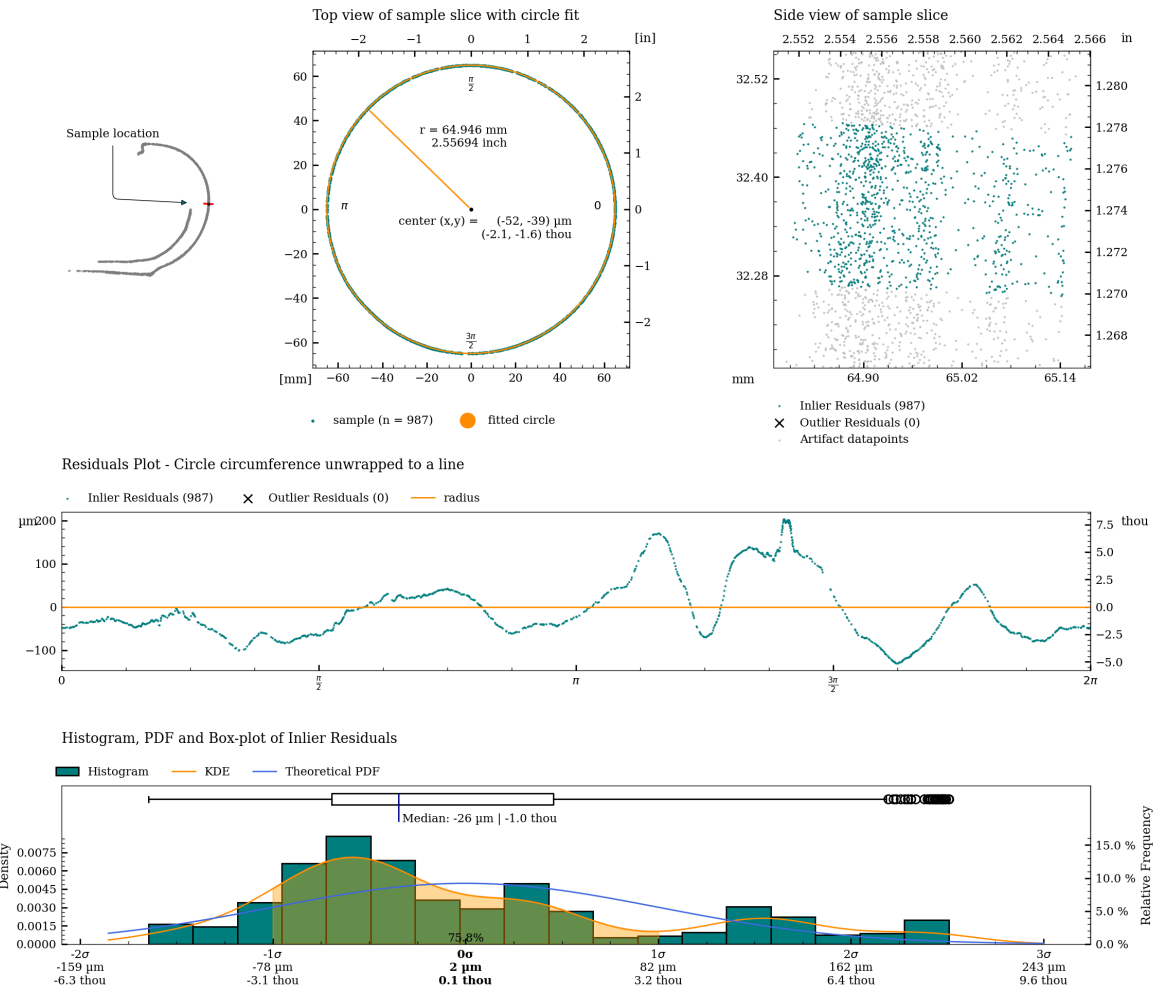 Top view of sample slice with circle fit
Side view of sample slice
−2 −1 0 1 2 [in]
2.552 2.554 2.556 2.558 2.560 2.562 2.564 2.566 in
Sample location
60
40
20
0
−20
−40
−60
2
1
0
−1
−2
π/2
π
0
3π/2
r = 64.946 mm
2.55694 inch
center (x,y) = (-52, -39) μm
(-2.1, -1.6) thou
[mm] −60 −40 −20 0 20 40 60
32.52
32.40
32.28
1.280
1.278
1.276
1.274
1.272
1.270
1.268
mm 64.90 65.02 65.14
sample (n = 987) fitted circle
Inlier Residuals (987)
Outlier Residuals (0)
Artifact datapoints
Residuals Plot - Circle circumference unwrapped to a line
Inlier Residuals (987) Outlier Residuals (0) radius
μm
200
100
0
−100
thou
7.5
5.0
2.5
0.0
−2.5
−5.0
0 π/2 π 3π/2 2π
Histogram, PDF and Box-plot of Inlier Residuals
Histogram KDE Theoretical PDF
Median: -26 μm | -1.0 thou
Density
0.0075
0.0060
0.0045
0.0030
0.0015
0.0000
Relative Frequency
15.0 %
10.0 %
5.0 %
0.0 %
75.8%
-2σ -1σ 0σ 1σ 2σ 3σ
-159 μm -78 μm 2 μm 82 μm 162 μm 243 μm
-6.3 thou -3.1 thou 0.1 thou 3.2 thou 6.4 thou 9.6 thou